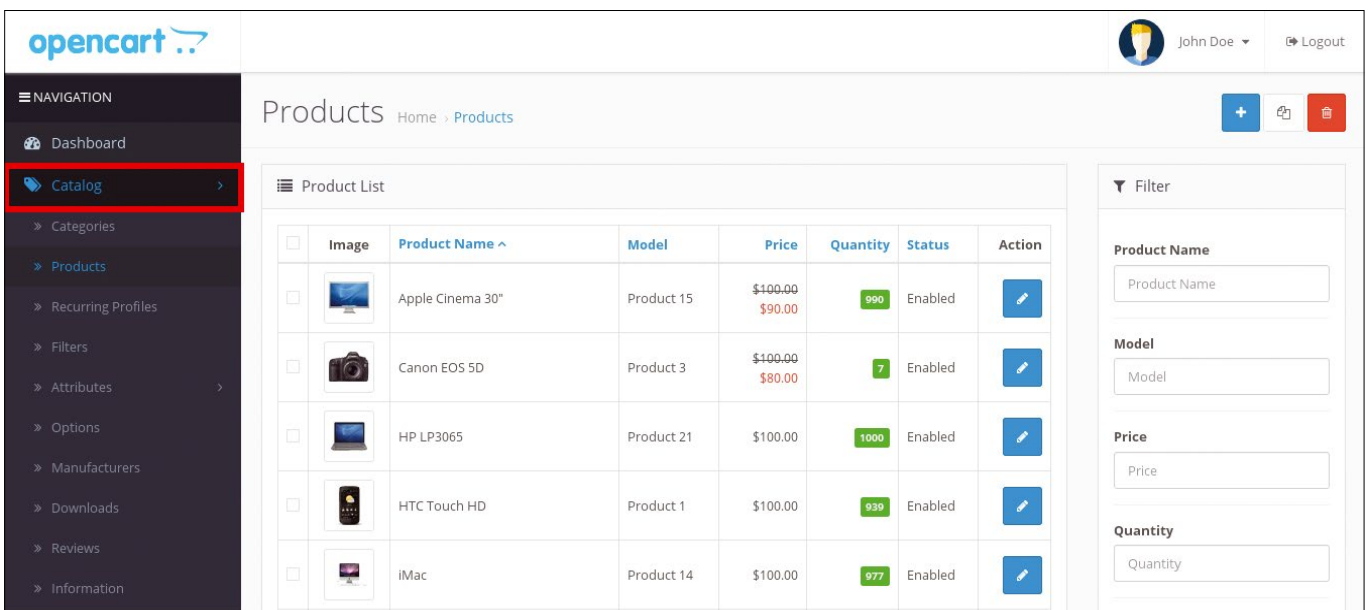 opencart
John Doe
Logout
NAVIGATION
Dashboard
Catalog
Categories
Products
Recurring Profiles
Filters
Attributes
Options
Manufacturers
Downloads
Reviews
Information
Products Home › Products
Product List
Image Product Name Model Price Quantity Status Action
Apple Cinema 30" Product 15 $100.00 990 Enabled
$90.00
Canon EOS 5D Product 3 $100.00 7 Enabled
$80.00
HP LP3065 Product 21 $100.00 1000 Enabled
HTC Touch HD Product 1 $100.00 939 Enabled
iMac Product 14 $100.00 977 Enabled
Filter
Product Name
Product Name
Model
Model
Price
Price
Quantity
Quantity